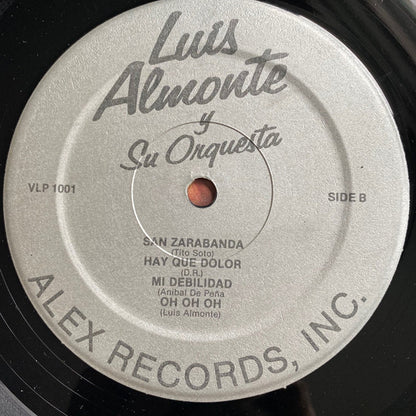 Luis
Almonte
y
Su Orquesta
VLP 1001
SIDE B
SAN ZARABANDA
(Tito Soto)
HAY QUE DOLOR
(D.R.)
MI DEBILIDAD
(Anibal De Peña
OH OH OH
(Luis Almonte)
ALEX RECORDS, INC.